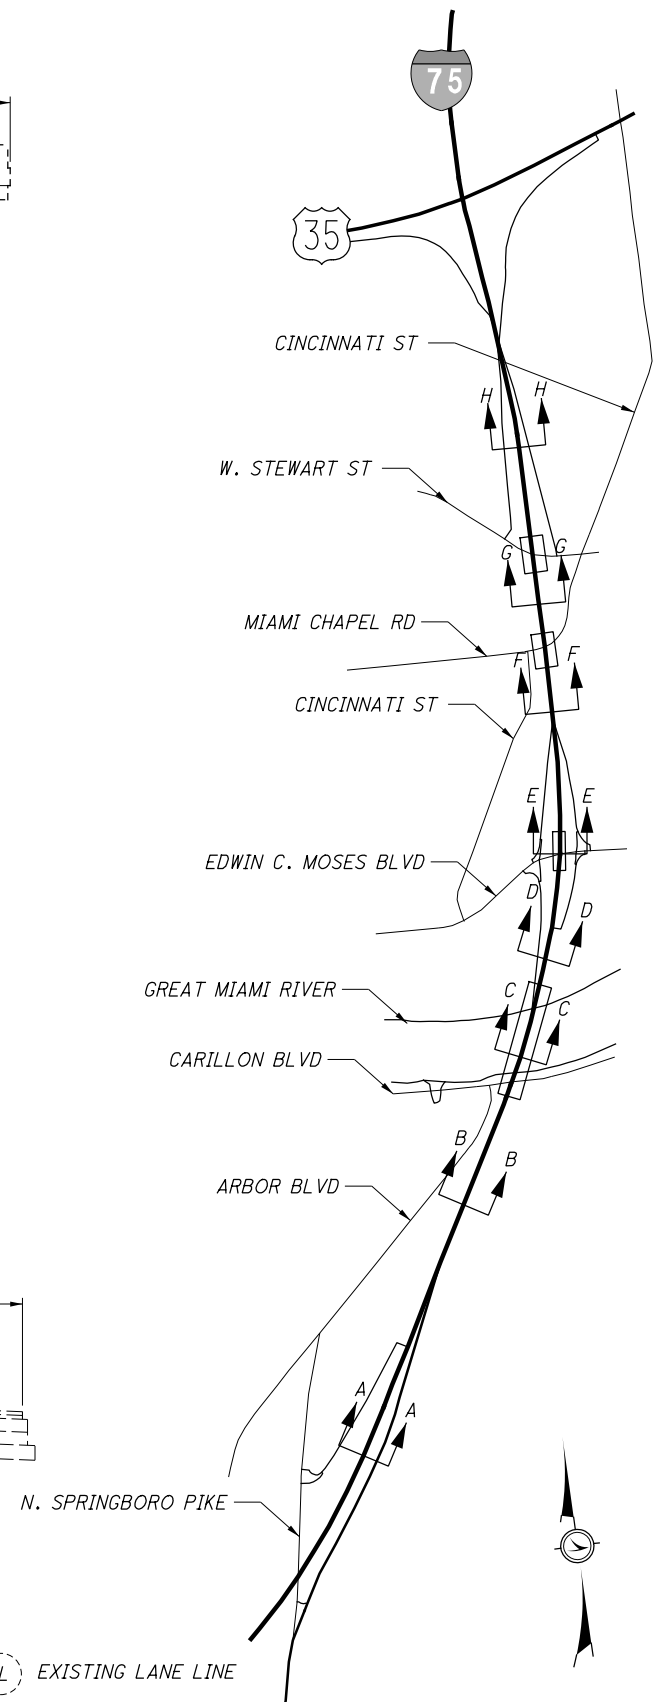 75
35
CINCINNATI ST
H H
W. STEWART ST
G G
MIAMI CHAPEL RD
F F
CINCINNATI ST
E E
EDWIN C. MOSES BLVD
D D
GREAT MIAMI RIVER
C C
CARILLON BLVD
B B
ARBOR BLVD
A A
N. SPRINGBORO PIKE
L EXISTING LANE LINE